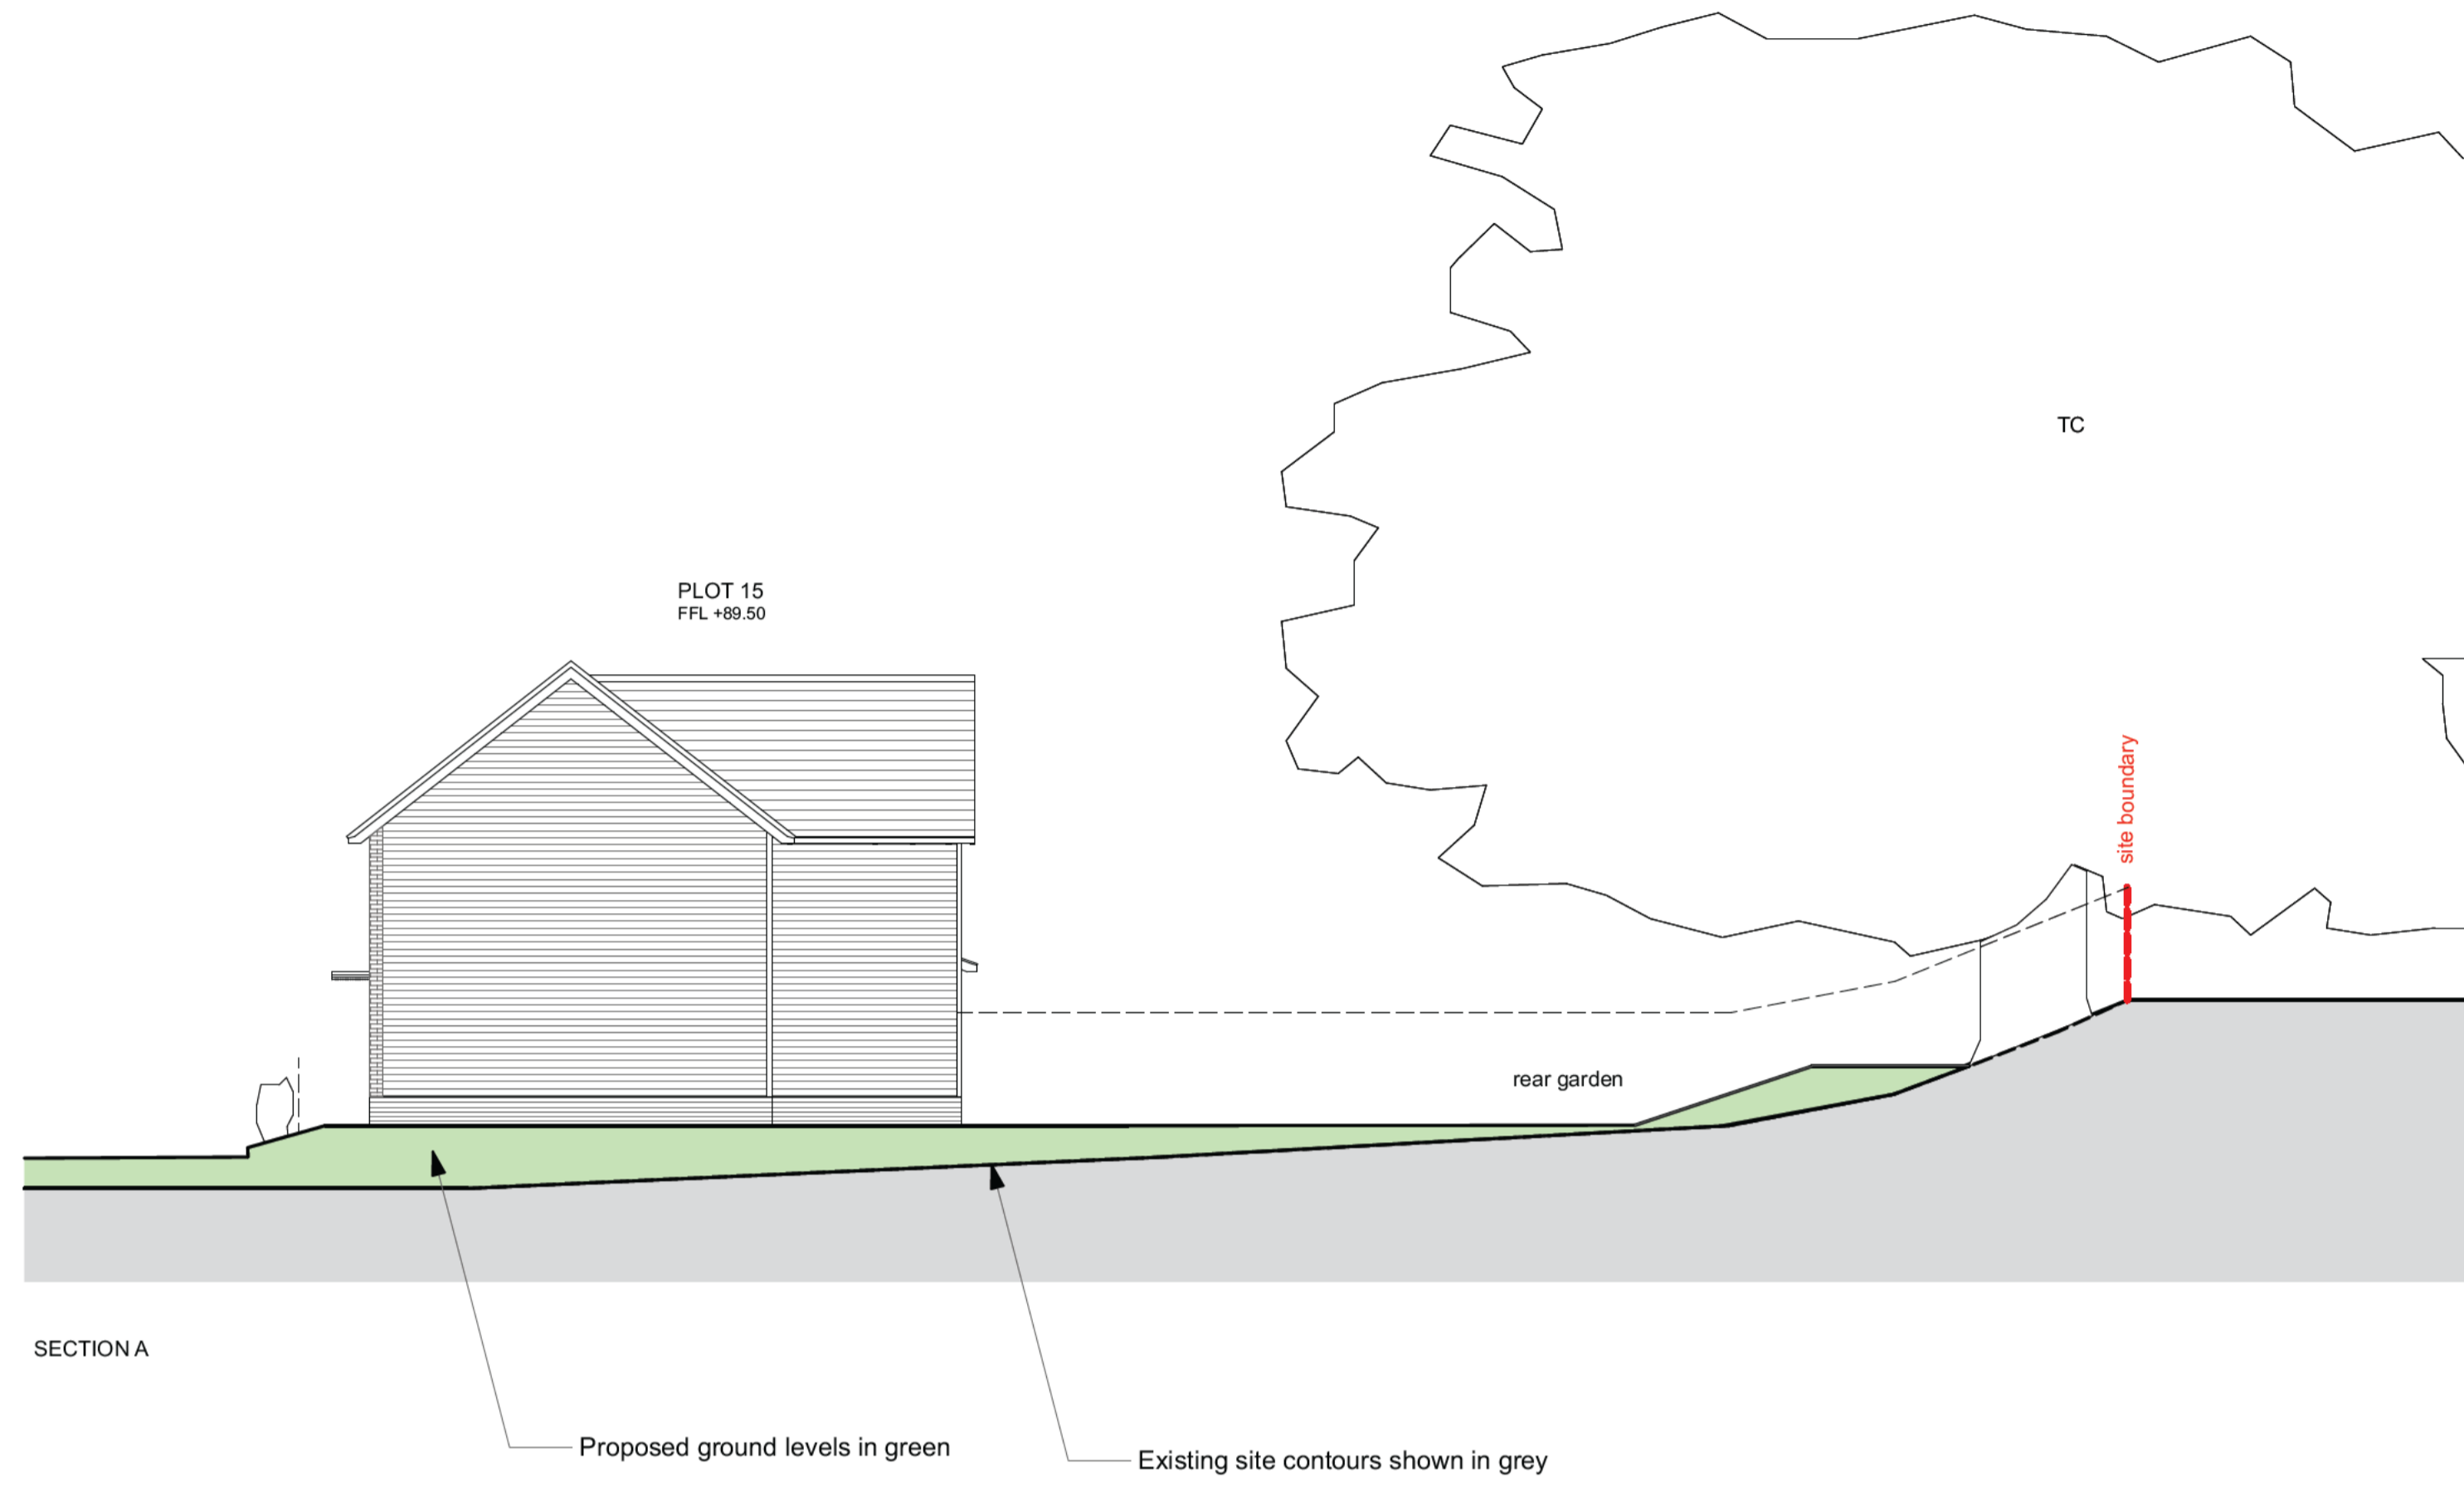 TC
PLOT 15
FFL +89.50
site boundary
rear garden
SECTION A
Proposed ground levels in green
Existing site contours shown in grey